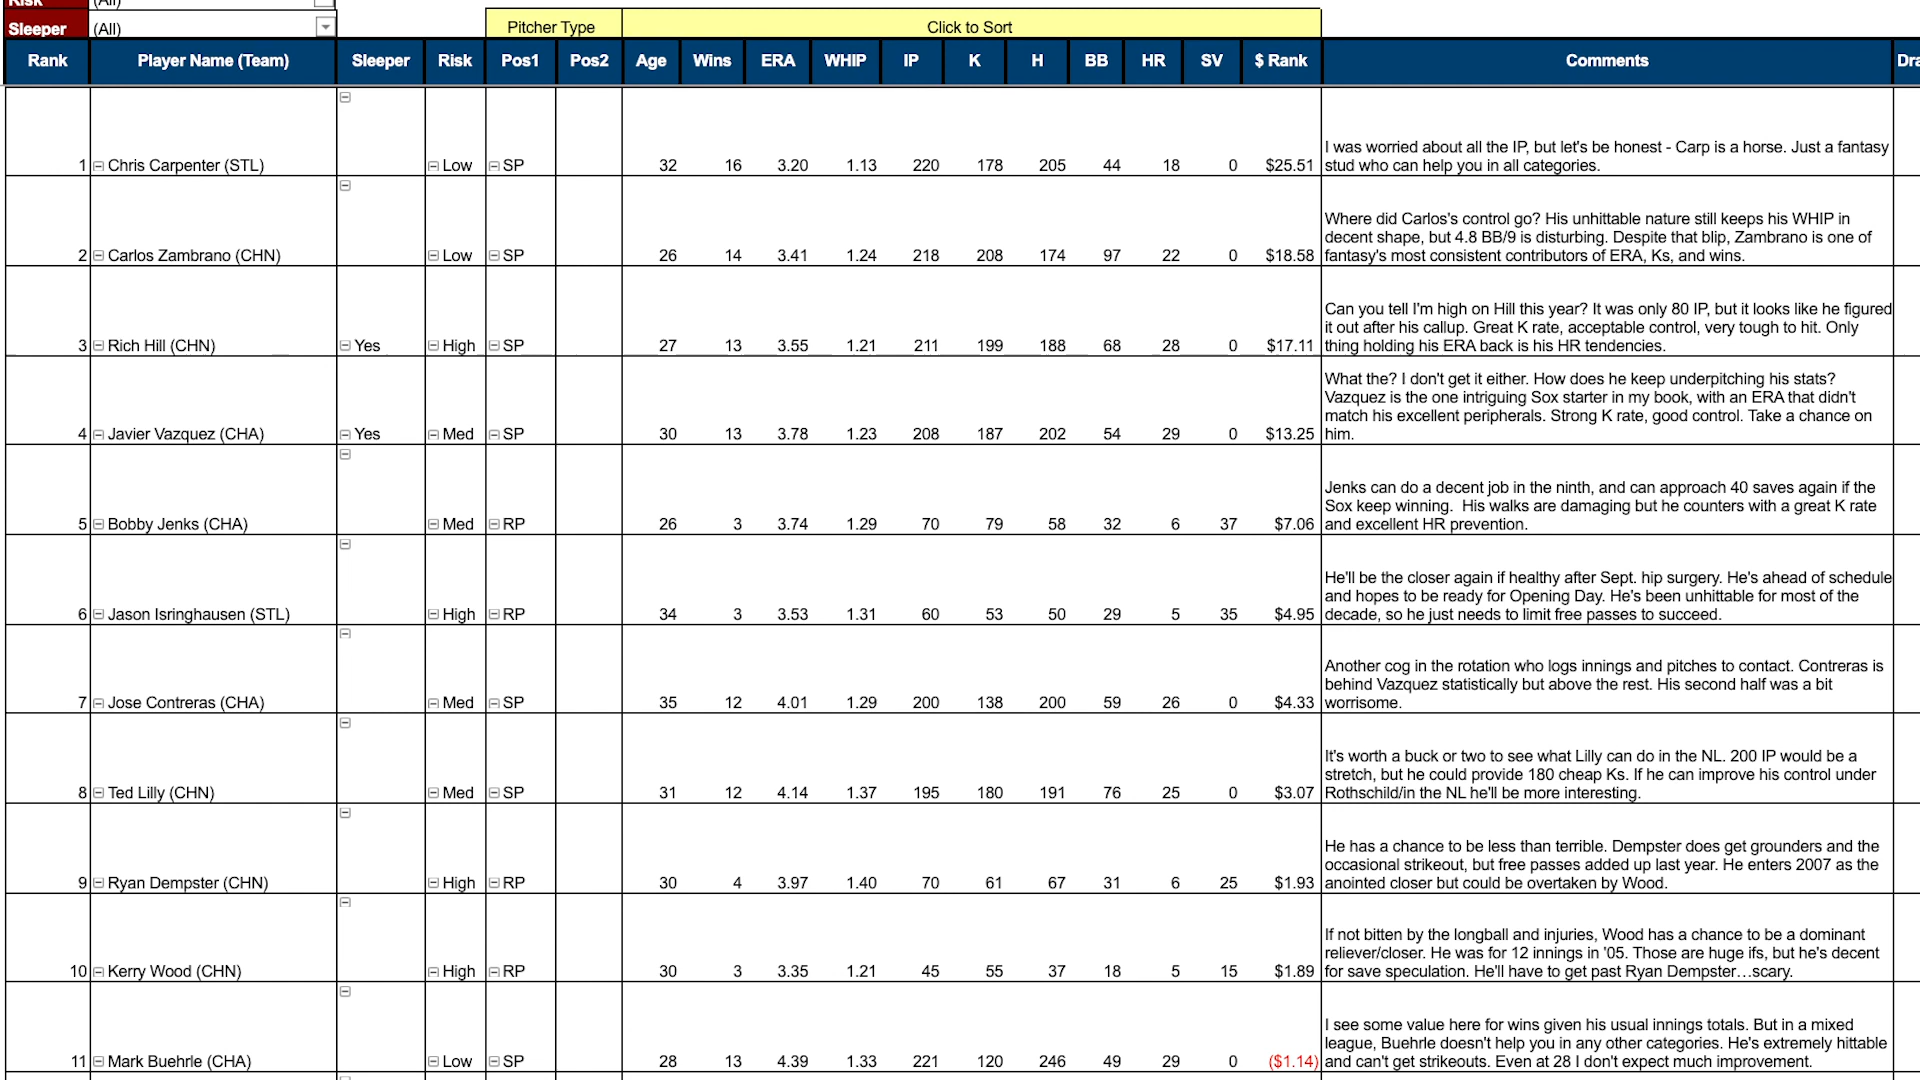 Risk (All)
Sleeper (All)
Pitcher Type Click to Sort
Rank Player Name (Team) Sleeper Risk Pos1 Pos2 Age Wins ERA WHIP IP K H BB HR SV $ Rank Comments
I was worried about all the IP, but let's be honest - Carp is a horse. Just a fantasy
1 Chris Carpenter (STL) Low SP 32 16 3.20 1.13 220 178 205 44 18 0 $25.51 stud who can help you in all categories.
Where did Carlos's control go? His unhittable nature still keeps his WHIP in
decent shape, but 4.8 BB/9 is disturbing. Despite that blip, Zambrano is one of
2 Carlos Zambrano (CHN) Low SP 26 14 3.41 1.24 218 208 174 97 22 0 $18.58 fantasy's most consistent contributors of ERA, Ks, and wins.
Can you tell I'm high on Hill this year? It was only 80 IP, but it looks like he figured
it out after his callup. Great K rate, acceptable control, very tough to hit. Only
3 Rich Hill (CHN) Yes High SP 27 13 3.55 1.21 211 199 188 68 28 0 $17.11 thing holding his ERA back is his HR tendencies.
What the? I don't get it either. How does he keep underpitching his stats?
Vazquez is the one intriguing Sox starter in my book, with an ERA that didn't
match his excellent peripherals. Strong K rate, good control. Take a chance on
4 Javier Vazquez (CHA) Yes Med SP 30 13 3.78 1.23 208 187 202 54 29 0 $13.25 him.
Jenks can do a decent job in the ninth, and can approach 40 saves again if the
Sox keep winning. His walks are damaging but he counters with a great K rate
5 Bobby Jenks (CHA) Med RP 26 3 3.74 1.29 70 79 58 32 6 37 $7.06 and excellent HR prevention.
He'll be the closer again if healthy after Sept. hip surgery. He's ahead of schedule
and hopes to be ready for Opening Day. He's been unhittable for most of the
6 Jason Isringhausen (STL) High RP 34 3 3.53 1.31 60 53 50 29 5 35 $4.95 decade, so he just needs to limit free passes to succeed.
Another cog in the rotation who logs innings and pitches to contact. Contreras is
behind Vazquez statistically but above the rest. His second half was a bit
7 Jose Contreras (CHA) Med SP 35 12 4.01 1.29 200 138 200 59 26 0 $4.33 worrisome.
It's worth a buck or two to see what Lilly can do in the NL. 200 IP would be a
stretch, but he could provide 180 cheap Ks. If he can improve his control under
8 Ted Lilly (CHN) Med SP 31 12 4.14 1.37 195 180 191 76 25 0 $3.07 Rothschild/in the NL he'll be more interesting.
He has a chance to be less than terrible. Dempster does get grounders and the
occasional strikeout, but free passes added up last year. He enters 2007 as the
9 Ryan Dempster (CHN) High RP 30 4 3.97 1.40 70 61 67 31 6 25 $1.93 anointed closer but could be overtaken by Wood.
If not bitten by the longball and injuries, Wood has a chance to be a dominant
reliever/closer. He was for 12 innings in '05. Those are huge ifs, but he's decent
10 Kerry Wood (CHN) High RP 30 3 3.35 1.21 45 55 37 18 5 15 $1.89 for save speculation. He'll have to get past Ryan Dempster…scary.
I see some value here for wins given his usual innings totals. But in a mixed
league, Buehrle doesn't help you in any other categories. He's extremely hittable
11 Mark Buehrle (CHA) Low SP 28 13 4.39 1.33 221 120 246 49 29 0 ($1.14) and can't get strikeouts. Even at 28 I don't expect much improvement.